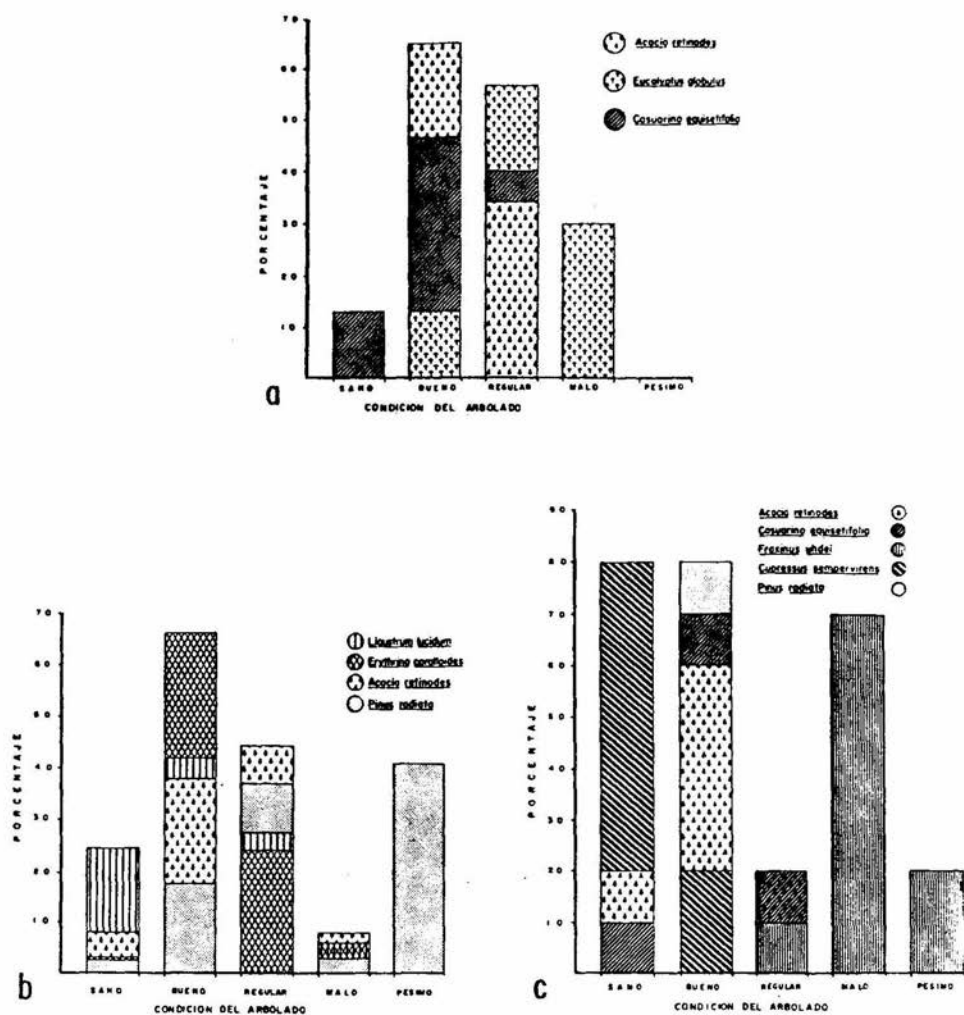 70
60
50
40
30
20
10
PORCENTAJE
Acacia retinodes
Eucalyptus globulus
Casuarina equisetifolia
SANO BUENO REGULAR MALO PESIMO
CONDICION DEL ARBOLADO
a
70
60
50
40
30
20
10
PORCENTAJE
Ligustrum lucidum
Erythrina coralloides
Acacia retinodes
Pinus radiata
SANO BUENO REGULAR MALO PESIMO
CONDICION DEL ARBOLADO
b
90
80
70
60
50
40
30
20
10
PORCENTAJE
Acacia retinodes
Casuarina equisetifolia
Fraxinus uhdei
Cupressus sempervirens
Pinus radiata
SANO BUENO REGULAR MALO PESIMO
CONDICION DEL ARBOLADO
c